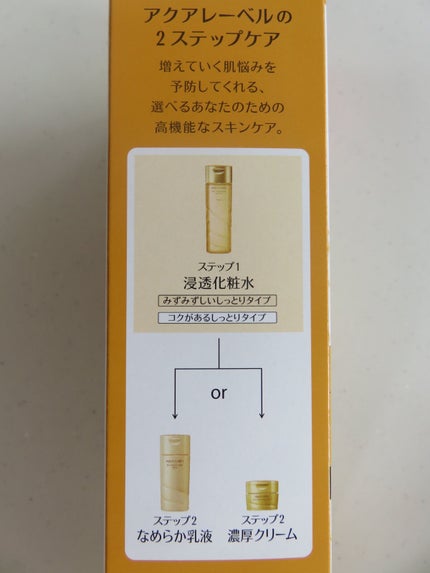 アクアレーベルの
2ステップケア
増えていく肌悩みを
予防してくれる、
選べるあなたのための
高機能なスキンケア。
ステップ1
浸透化粧水
みずみずしいしっとりタイプ
コクがあるしっとりタイプ
or
ステップ2
なめらか乳液
ステップ2
濃厚クリーム